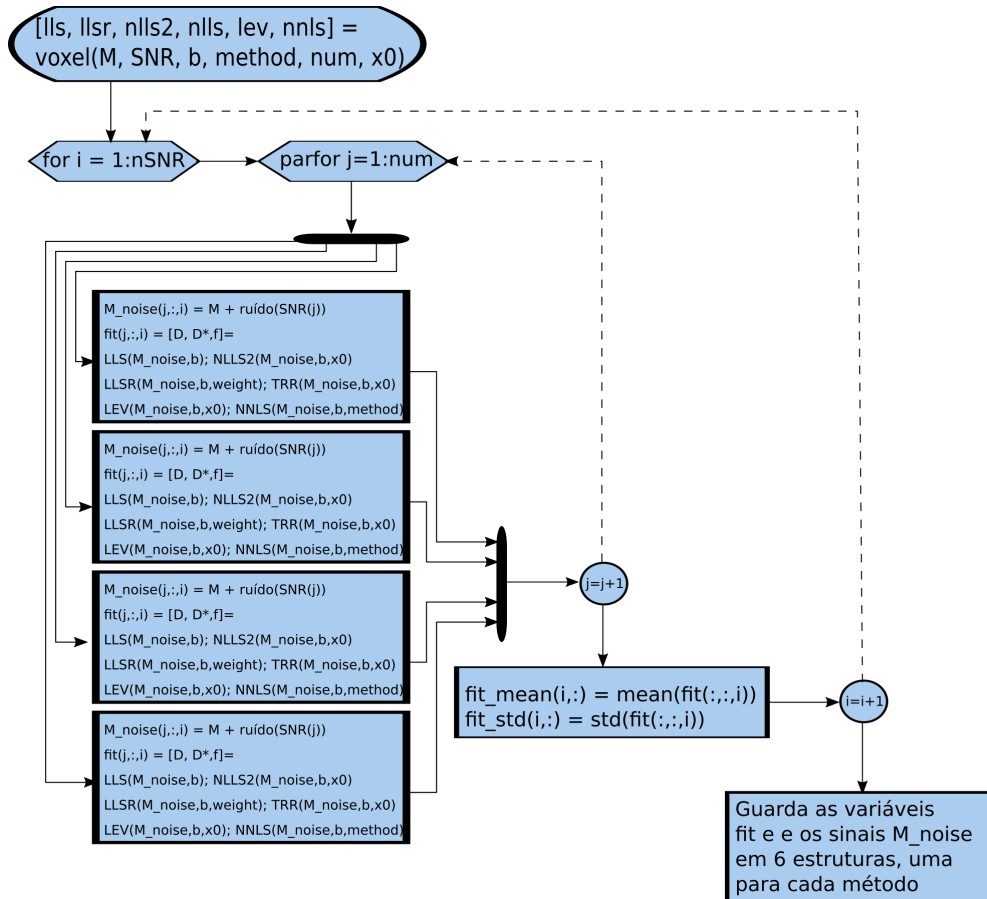 [lls, llsr, nlls2, nlls, lev, nnls] =
voxel(M, SNR, b, method, num, x0)
for i = 1:nSNR
parfor j=1:num
M_noise(j,:,i) = M + ruído(SNR(j))
fit(j,:,i) = [D, D*,f]=
LLS(M_noise,b); NLLS2(M_noise,b,x0)
LLSR(M_noise,b,weight); TRR(M_noise,b,x0)
LEV(M_noise,b,x0); NNLS(M_noise,b,method)
M_noise(j,:,i) = M + ruído(SNR(j))
fit(j,:,i) = [D, D*,f]=
LLS(M_noise,b); NLLS2(M_noise,b,x0)
LLSR(M_noise,b,weight); TRR(M_noise,b,x0)
LEV(M_noise,b,x0); NNLS(M_noise,b,method)
M_noise(j,:,i) = M + ruído(SNR(j))
fit(j,:,i) = [D, D*,f]=
LLS(M_noise,b); NLLS2(M_noise,b,x0)
LLSR(M_noise,b,weight); TRR(M_noise,b,x0)
LEV(M_noise,b,x0); NNLS(M_noise,b,method)
M_noise(j,:,i) = M + ruído(SNR(j))
fit(j,:,i) = [D, D*,f]=
LLS(M_noise,b); NLLS2(M_noise,b,x0)
LLSR(M_noise,b,weight); TRR(M_noise,b,x0)
LEV(M_noise,b,x0); NNLS(M_noise,b,method)
j=j+1
fit_mean(i,:) = mean(fit(:,:,i))
fit_std(i,:) = std(fit(:,:,i))
i=i+1
Guarda as variáveis
fit e e os sinais M_noise
em 6 estruturas, uma
para cada método